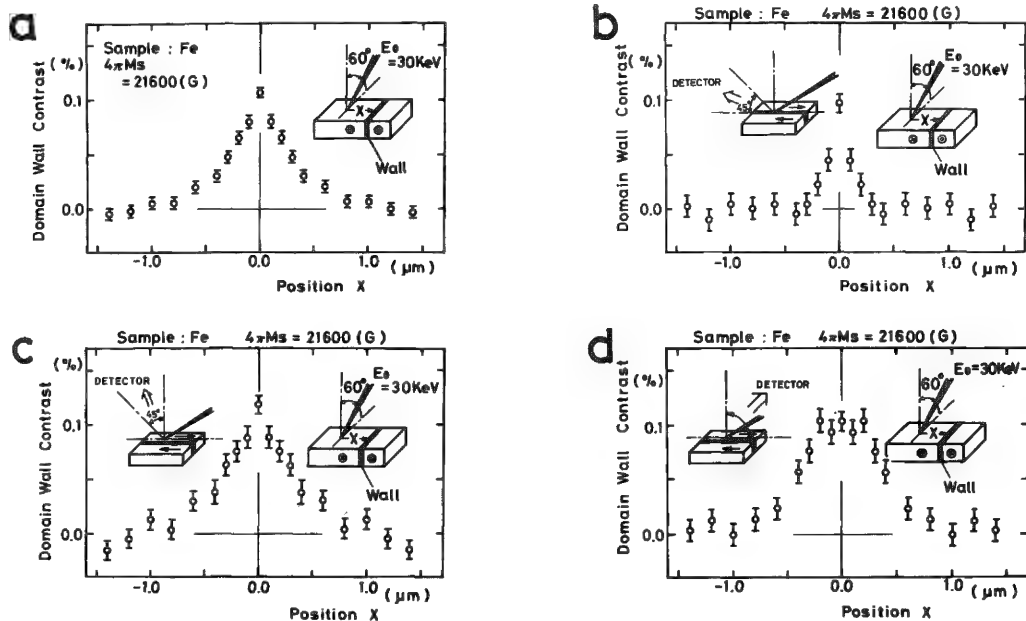 a
Sample : Fe
4πMs
= 21600 (G)
60°
E₀
= 30KeV
X
Wall
Domain Wall Contrast (%)
0.1
0.0
-1.0
0.0
1.0
(μm)
Position X
b
Sample : Fe 4πMs = 21600 (G)
DETECTOR
45°
60°
E₀
= 30KeV
X
Wall
Domain Wall Contrast (%)
0.1
0.0
-1.0
0.0
1.0
(μm)
Position X
c
Sample : Fe 4πMs = 21600 (G)
DETECTOR
45°
60°
E₀
= 30KeV
X
Wall
Domain Wall Contrast (%)
0.1
0.0
-1.0
0.0
1.0
(μm)
Position X
d
Sample : Fe 4πMs = 21600 (G)
DETECTOR
60°
E₀ = 30KeV
X
Wall
Domain Wall Contrast (%)
0.1
0.0
-1.0
0.0
1.0
(μm)
Position X